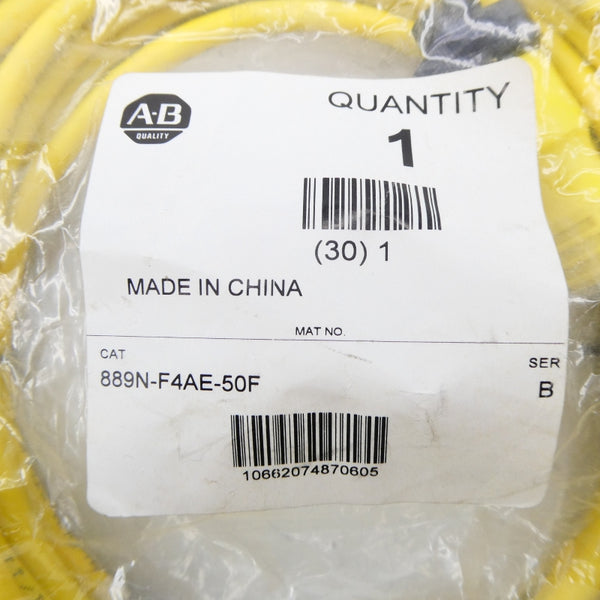 A-B
QUALITY
QUANTITY
1
(30) 1
MADE IN CHINA
MAT NO.
CAT
889N-F4AE-50F
SER
B
10662074870605